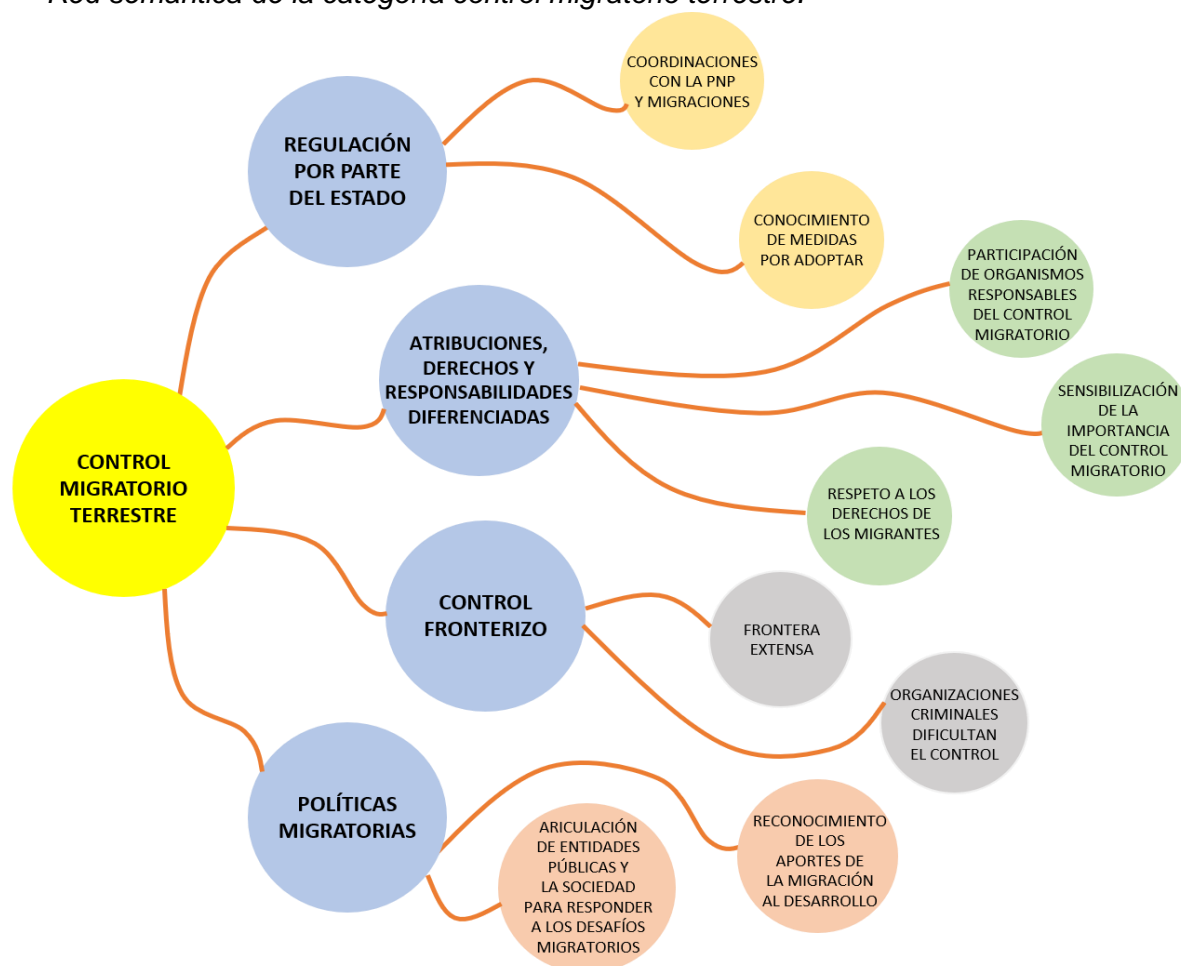 Red semántica de la categoría control migratorio terrestre.
COORDINACIONES
CON LA PNP
Y MIGRACIONES
REGULACIÓN
POR PARTE
DEL ESTADO
CONOCIMIENTO
DE MEDIDAS
POR ADOPTAR
PARTICIPACIÓN
DE ORGANISMOS
RESPONSABLES
DEL CONTROL
MIGRATORIO
ATRIBUCIONES,
DERECHOS Y
RESPONSABILIDADES
DIFERENCIADAS
SENSIBILIZACIÓN
DE LA
IMPORTANCIA
DEL CONTROL
MIGRATORIO
CONTROL
MIGRATORIO
TERRESTRE
RESPETO A LOS
DERECHOS DE
LOS MIGRANTES
CONTROL
FRONTERIZO
FRONTERA
EXTENSA
ORGANIZACIONES
CRIMINALES
DIFICULTAN
EL CONTROL
POLÍTICAS
MIGRATORIAS
ARICULACIÓN
DE ENTIDADES
PÚBLICAS Y
LA SOCIEDAD
PARA RESPONDER
A LOS DESAFÍOS
MIGRATORIOS
RECONOCIMIENTO
DE LOS
APORTES DE
LA MIGRACIÓN
AL DESARROLLO